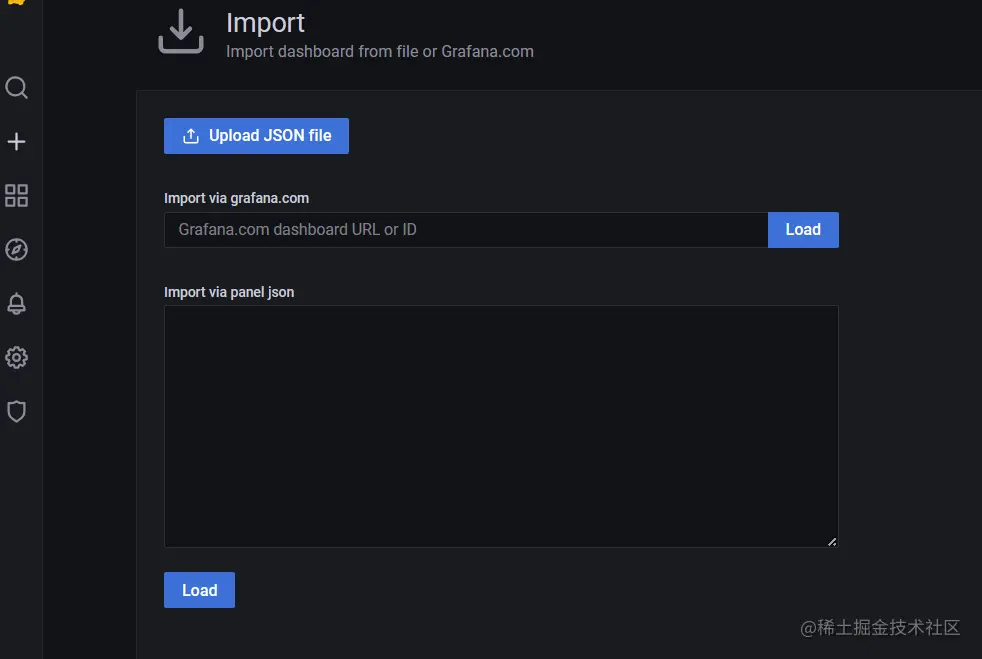 Import
Import dashboard from file or Grafana.com
Upload JSON file
Import via grafana.com
Grafana.com dashboard URL or ID
Load
Import via panel json
Load
@稀土掘金技术社区